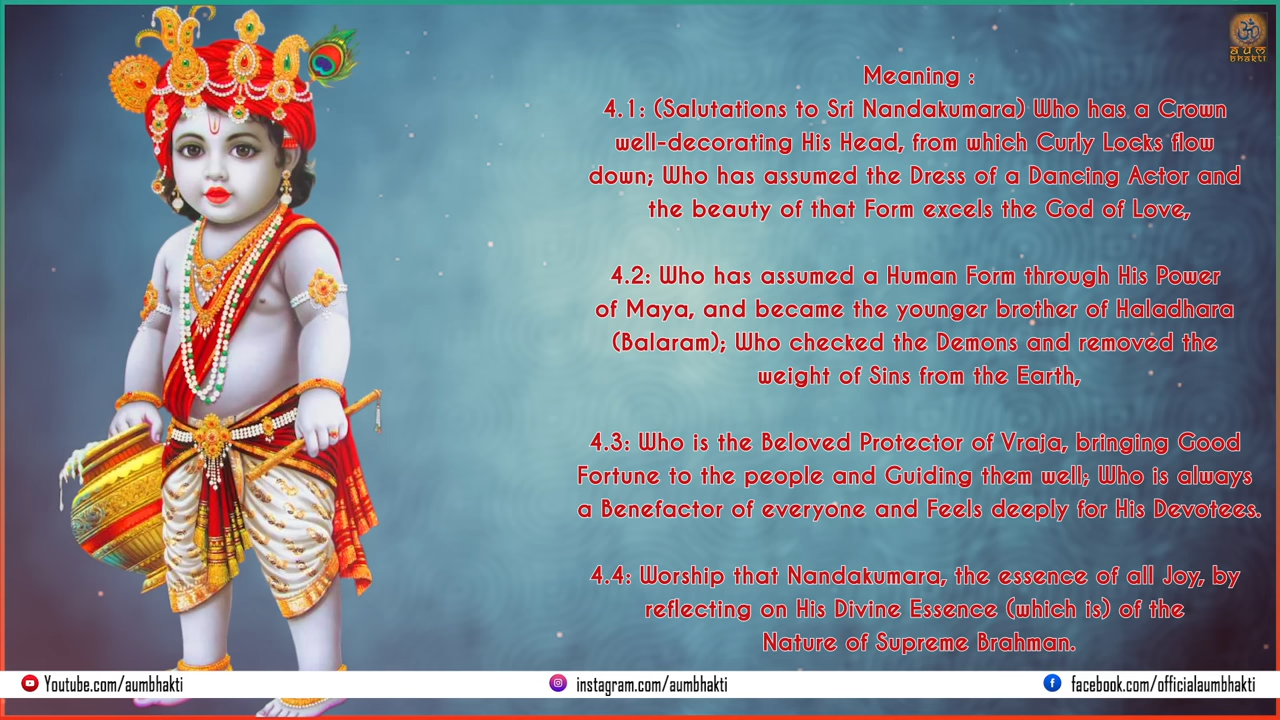 ॐ
aum
bhakti
Meaning :
4.1: (Salutations to Sri Nandakumara) Who has a Crown
well-decorating His Head, from which Curly Locks flow
down; Who has assumed the Dress of a Dancing Actor and
the beauty of that Form excels the God of Love,
4.2: Who has assumed a Human Form through His Power
of Maya, and became the younger brother of Haladhara
(Balaram); Who checked the Demons and removed the
weight of Sins from the Earth,
4.3: Who is the Beloved Protector of Vraja, bringing Good
Fortune to the people and Guiding them well; Who is always
a Benefactor of everyone and Feels deeply for His Devotees.
4.4: Worship that Nandakumara, the essence of all Joy, by
reflecting on His Divine Essence (which is) of the
Nature of Supreme Brahman.
Youtube.com/aumbhakti
instagram.com/aumbhakti
facebook.com/officialaumbhakti